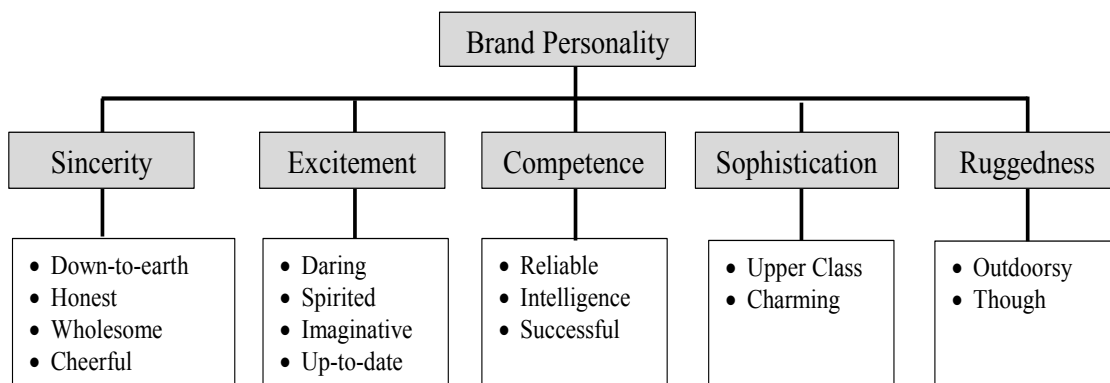 Brand Personality
Sincerity
Excitement
Competence
Sophistication
Ruggedness
• Down-to-earth
• Honest
• Wholesome
• Cheerful
• Daring
• Spirited
• Imaginative
• Up-to-date
• Reliable
• Intelligence
• Successful
• Upper Class
• Charming
• Outdoorsy
• Though